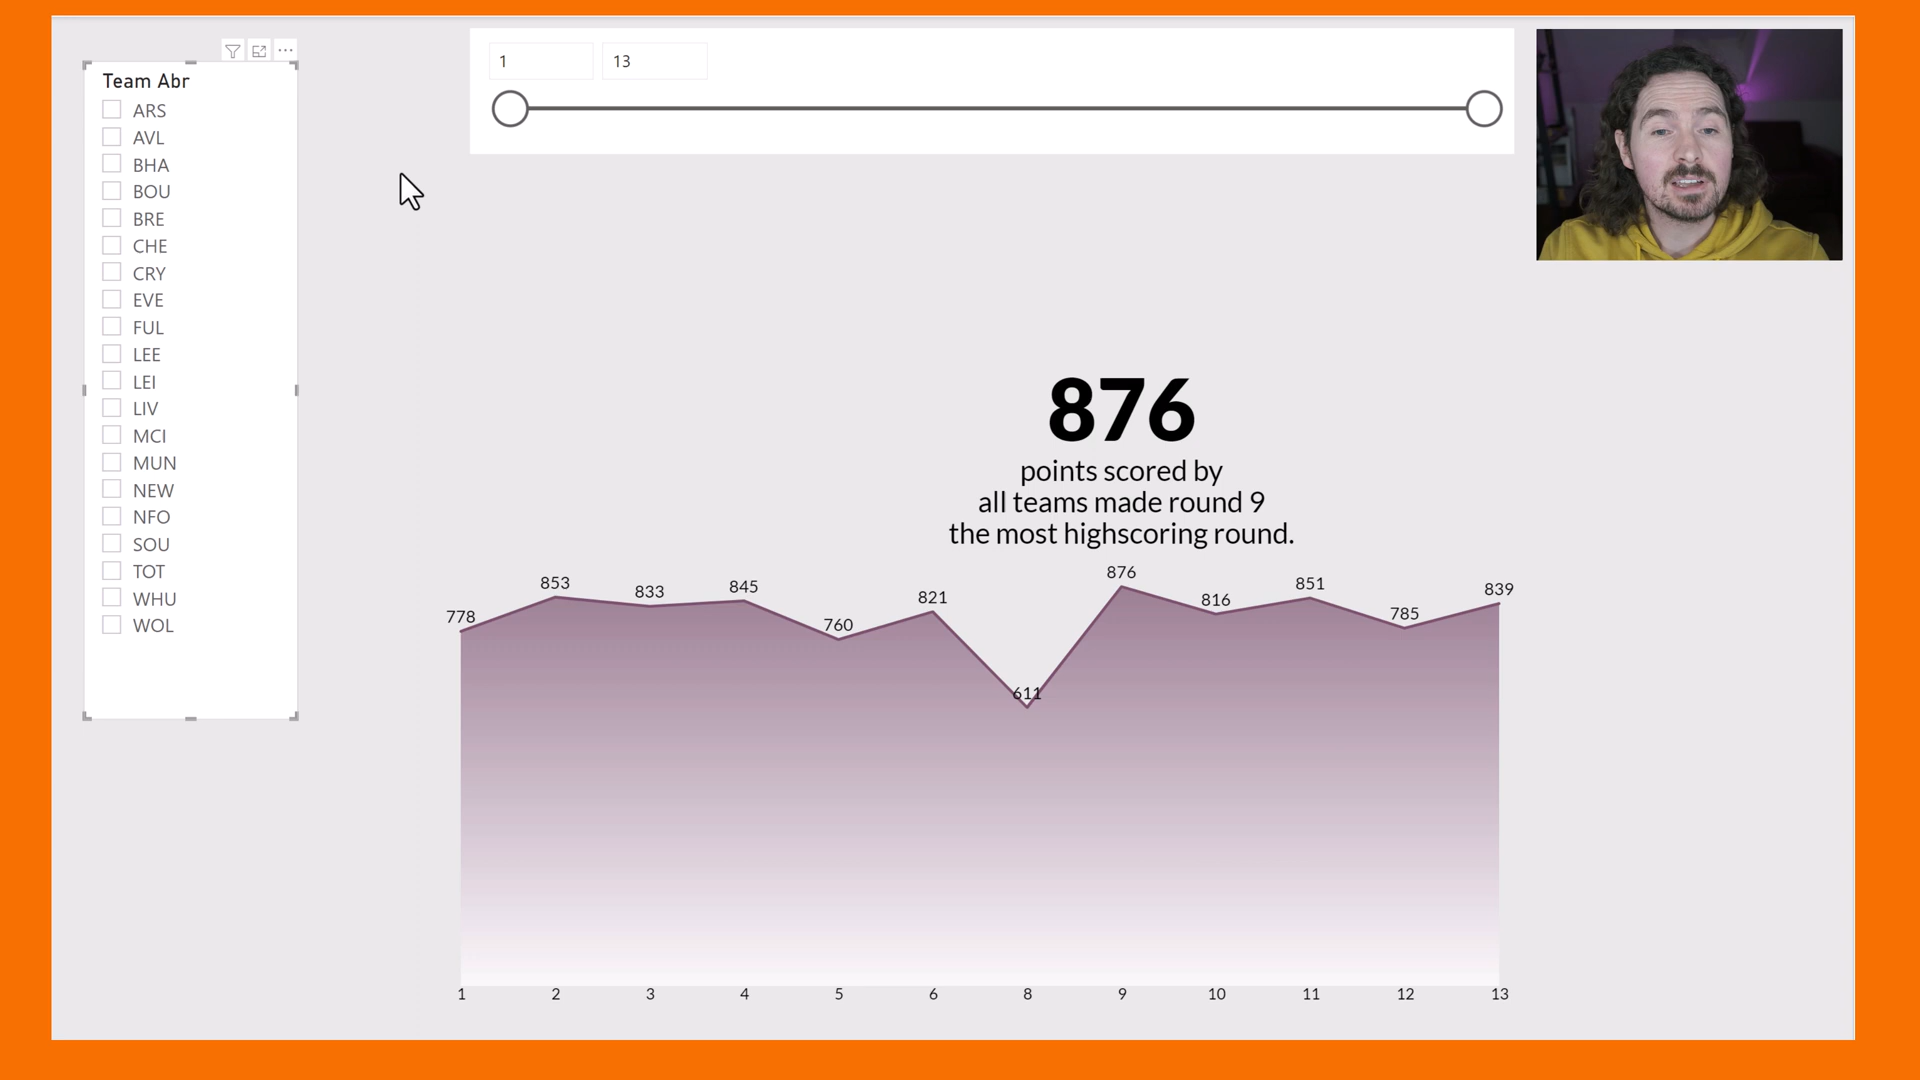 Team Abr
ARS
AVL
BHA
BOU
BRE
CHE
CRY
EVE
FUL
LEE
LEI
LIV
MCI
MUN
NEW
NFO
SOU
TOT
WHU
WOL
1 13
876
points scored by
all teams made round 9
the most highscoring round.
778 853 833 845 760 821 611 876 816 851 785 839
1 2 3 4 5 6 8 9 10 11 12 13